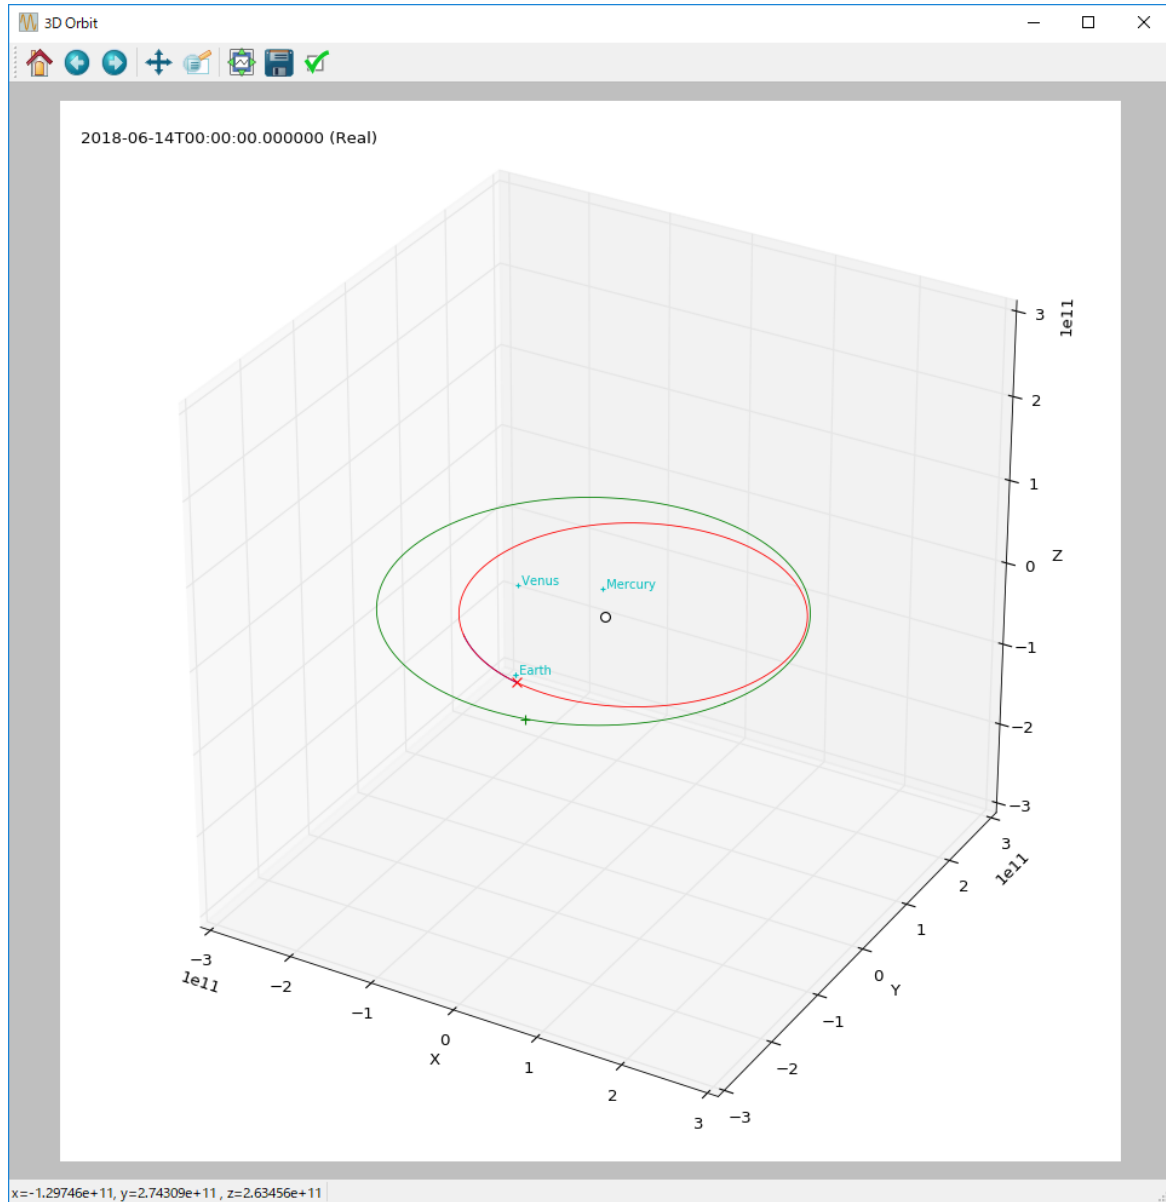 3D Orbit
2018-06-14T00:00:00.000000 (Real)
1e11
3
2
1
0
Z
−1
−2
−3
Venus
Mercury
Earth
3
1e11
2
1
0
Y
−1
−2
−3
−3
1e11
−2
−1
0
X
1
2
3
x=-1.29746e+11, y=2.74309e+11 , z=2.63456e+11